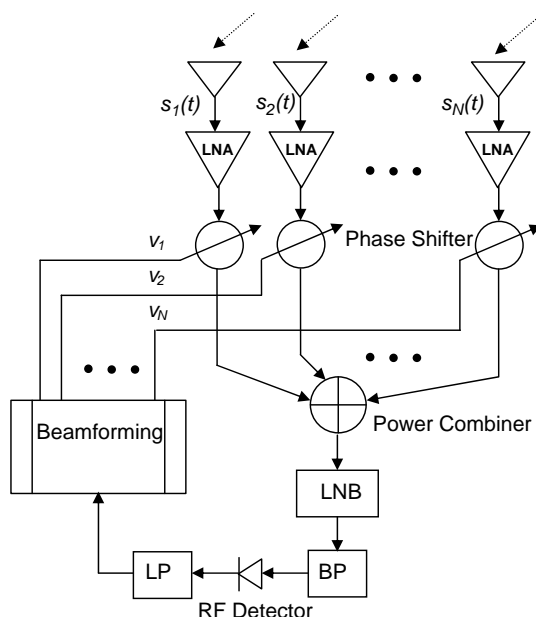 s1(t) s2(t) sN(t)
LNA LNA LNA
v1
Phase Shifter
v2
vN
Beamforming
Power Combiner
LNB
LP
BP
RF Detector